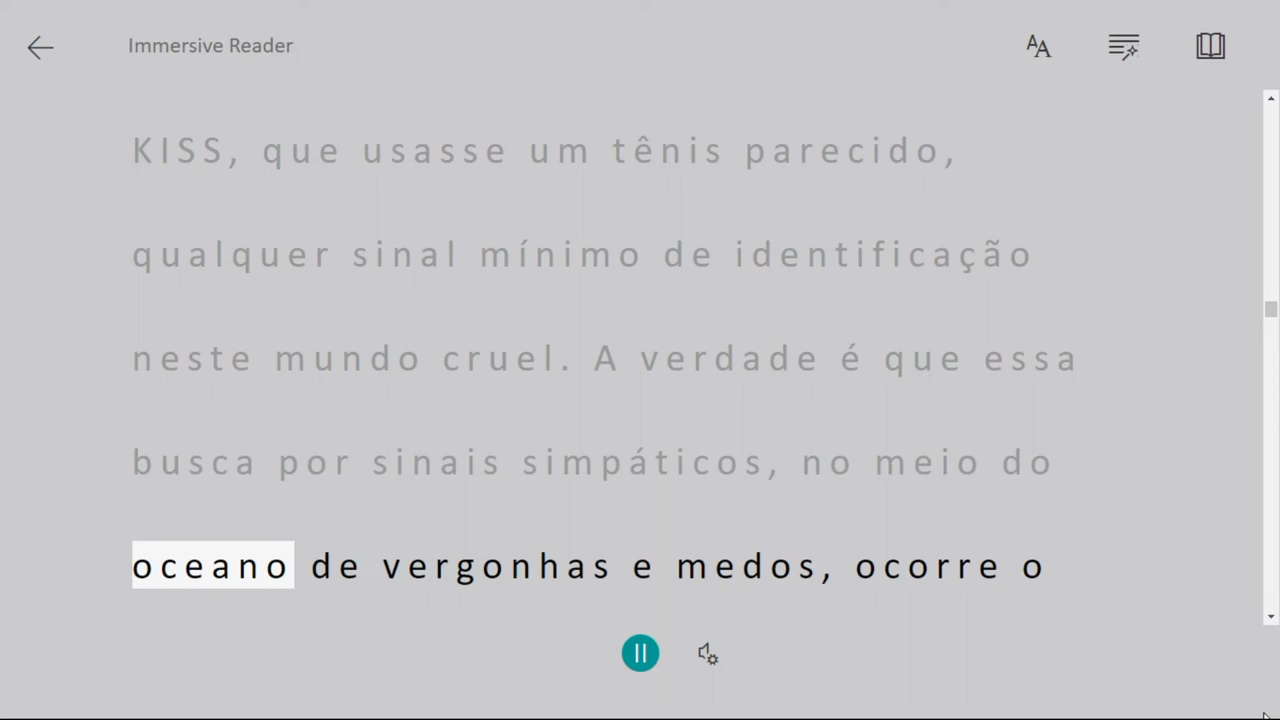 Immersive Reader
KISS, que usasse um tênis parecido,
qualquer sinal mínimo de identificação
neste mundo cruel. A verdade é que essa
busca por sinais simpáticos, no meio do
oceano de vergonhas e medos, ocorre o